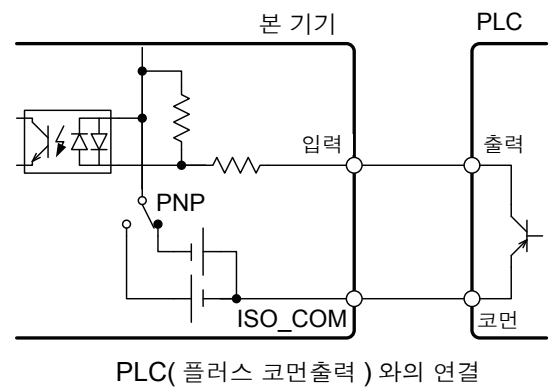 본 기기
PLC
입력
출력
PNP
ISO_COM
코먼
PLC( 플러스 코먼출력 ) 와의 연결